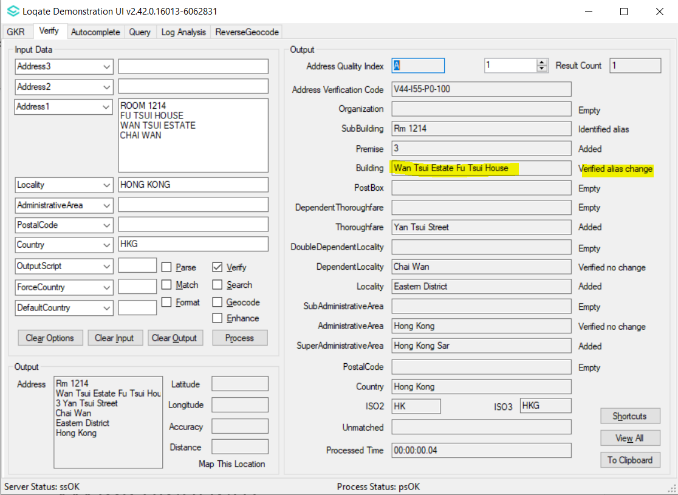 Loqate Demonstration UI v2.42.0.16013-6062831
GKR Verify Autocomplete Query Log Analysis ReverseGeocode
Input Data
Address3
Address2
Address1
ROOM 1214
FU TSUI HOUSE
WAN TSUI ESTATE
CHAI WAN
Locality HONG KONG
AdministrativeArea
PostalCode
Country HKG
OutputScript Parse Verify
ForceCountry Match Search
DefaultCountry Format Geocode
Enhance
Clear Options Clear Input Clear Output Process
Output
Address
Rm 1214
Wan Tsui Estate Fu Tsui Hou
3 Yan Tsui Street
Chai Wan
Eastern District
Hong Kong
Latitude
Longitude
Accuracy
Distance
Map This Location
Output
Address Quality Index A 1 Result Count 1
Address Verification Code V44-I55-P0-100
Organization Empty
SubBuilding Rm 1214 Identified alias
Premise 3 Added
Building Wan Tsui Estate Fu Tsui House Verified alias change
PostBox Empty
DependentThoroughfare Empty
Thoroughfare Yan Tsui Street Added
DoubleDependentLocality Empty
DependentLocality Chai Wan Verified no change
Locality Eastern District Added
SubAdministrativeArea Empty
AdministrativeArea Hong Kong Verified no change
SuperAdministrativeArea Hong Kong Sar Added
PostalCode Empty
Country Hong Kong
ISO2 HK ISO3 HKG
Unmatched
Processed Time 00:00:00.04
Shortcuts
View All
To Clipboard
Server Status: ssOK Process Status: psOK